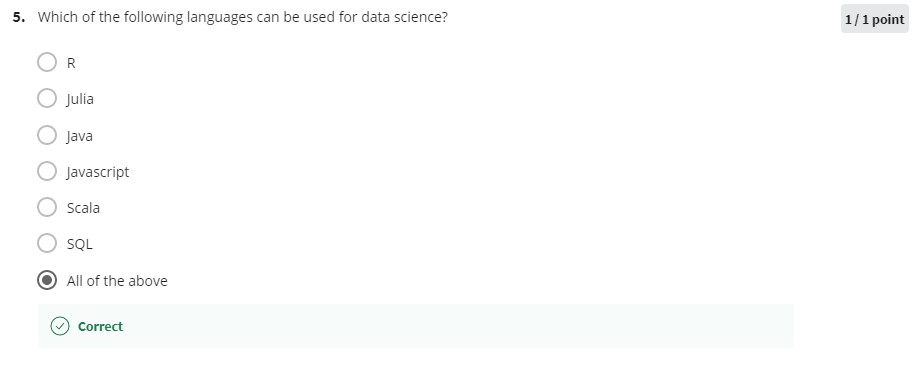 5. Which of the following languages can be used for data science?
1 / 1 point
R
Julia
Java
Javascript
Scala
SQL
All of the above
Correct